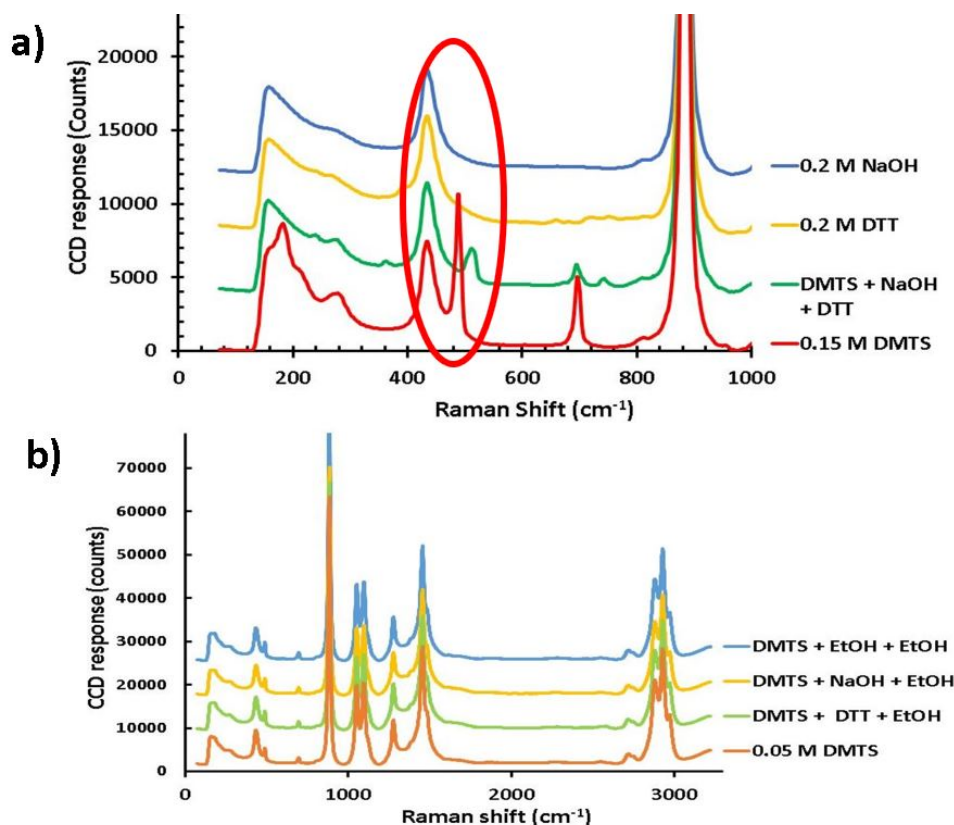 a)
CCD response (Counts)
20000
15000
10000
5000
0
0 200 400 600 800 1000
Raman Shift (cm⁻¹)
0.2 M NaOH
0.2 M DTT
DMTS + NaOH
+ DTT
0.15 M DMTS
b)
CCD response (counts)
70000
60000
50000
40000
30000
20000
10000
0
0 1000 2000 3000
Raman shift (cm⁻¹)
DMTS + EtOH + EtOH
DMTS + NaOH + EtOH
DMTS + DTT + EtOH
0.05 M DMTS